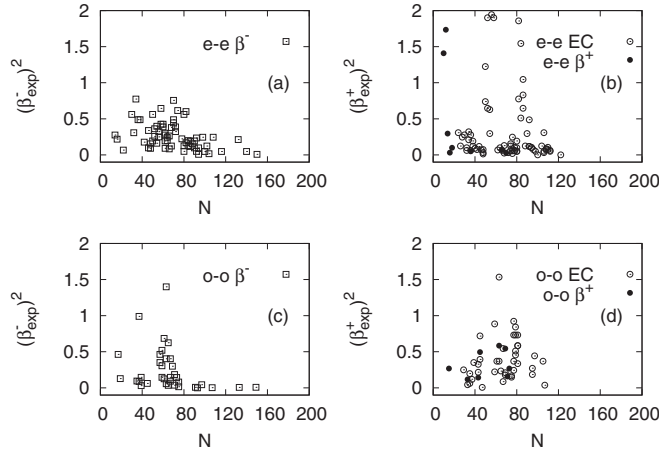 2
1.5
1
0.5
0
(β⁻exp)²
e-e β⁻
(a)
0 40 80 120 160 200
N
2
1.5
1
0.5
0
(β⁺exp)²
e-e EC
e-e β⁺
(b)
0 40 80 120 160 200
N
2
1.5
1
0.5
0
(β⁻exp)²
o-o β⁻
(c)
0 40 80 120 160 200
N
2
1.5
1
0.5
0
(β⁺exp)²
o-o EC
o-o β⁺
(d)
0 40 80 120 160 200
N